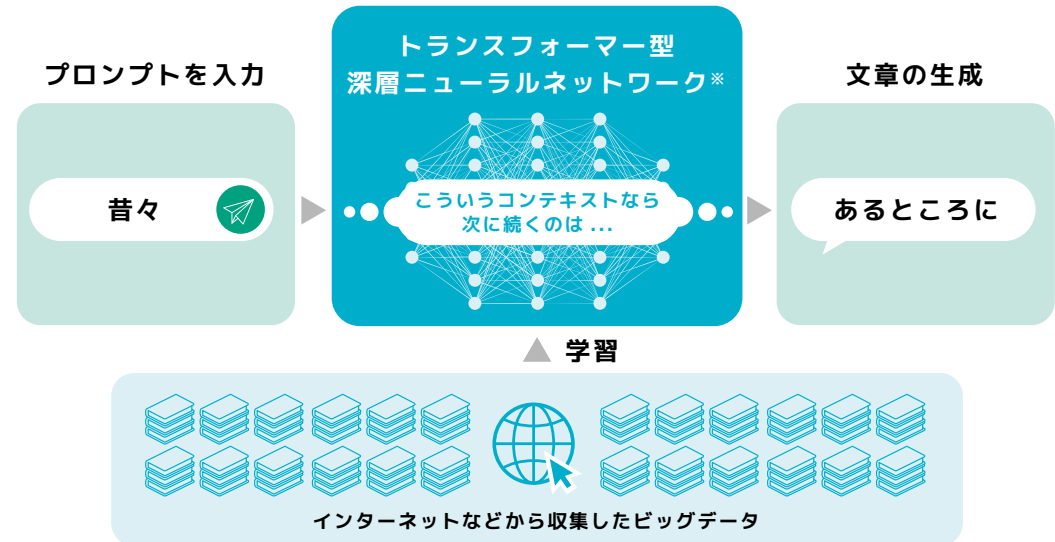 プロンプトを入力
昔々
トランスフォーマー型
深層ニューラルネットワーク※
こういうコンテキストなら
次に続くのは ...
文章の生成
あるところに
学習
インターネットなどから収集したビッグデータ